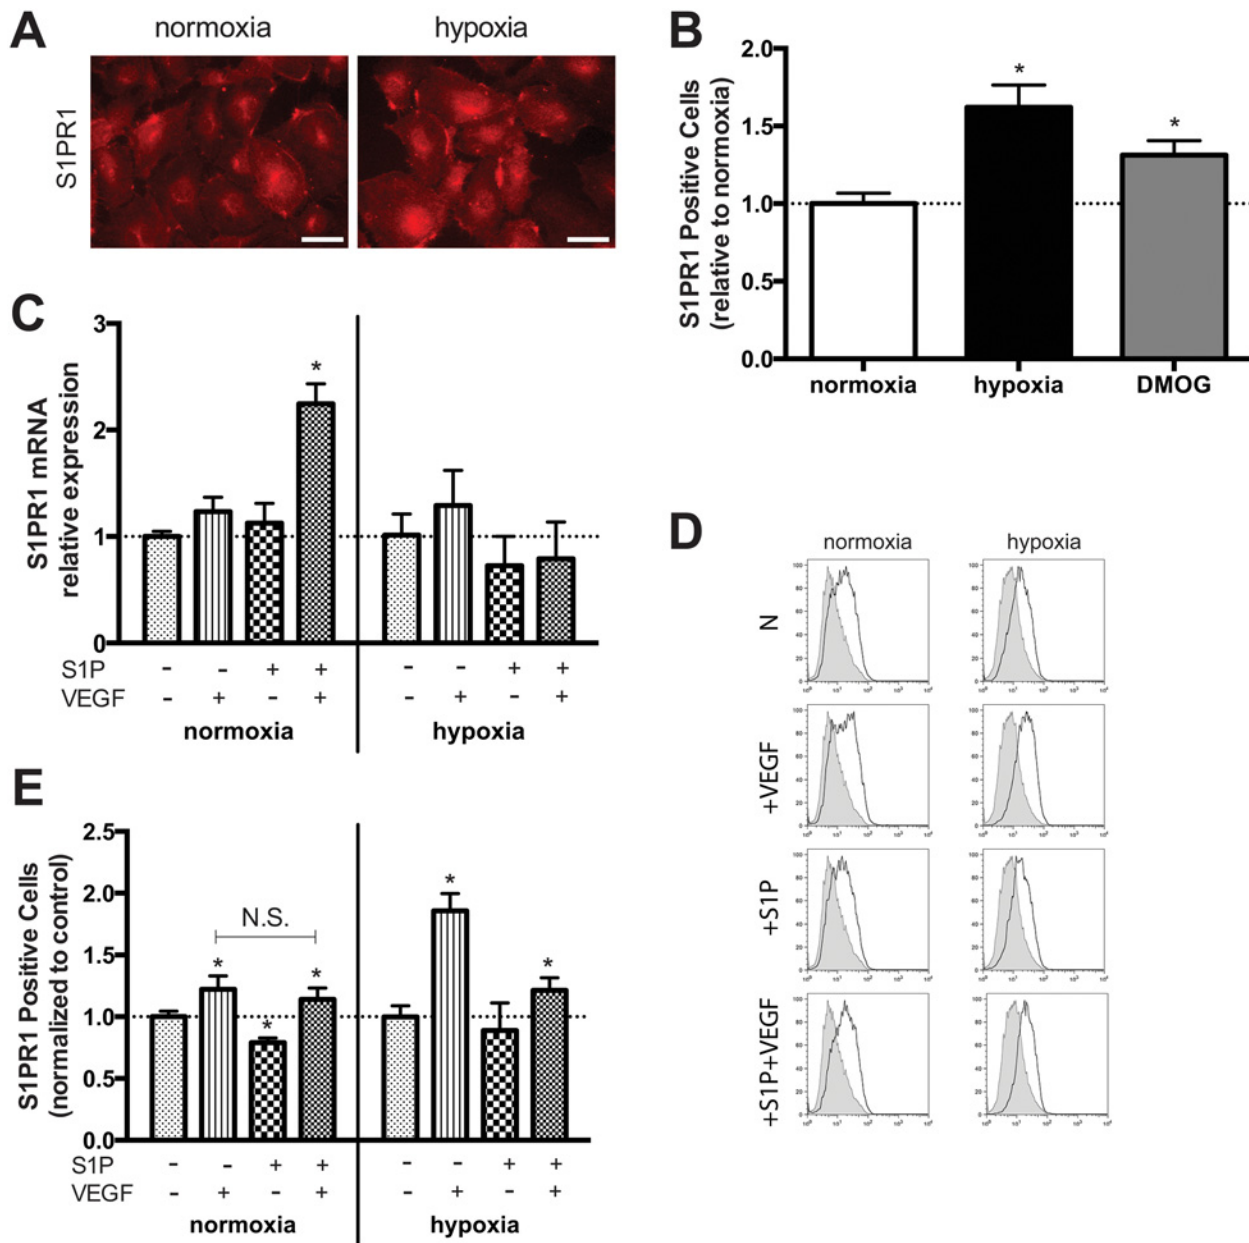 A
normoxia
hypoxia
S1PR1
B
S1PR1 Positive Cells
(relative to normoxia)
2.0
1.5
1.0
0.5
0.0
*
*
normoxia
hypoxia
DMOG
C
S1PR1 mRNA
relative expression
3
2
1
0
*
S1P - - + + - - + +
VEGF - + - + - + - +
normoxia
hypoxia
D
normoxia
hypoxia
N
+VEGF
+S1P
+S1P+VEGF
E
S1PR1 Positive Cells
(normalized to control)
2.5
2.0
1.5
1.0
0.5
0.0
N.S.
*
*
*
*
*
S1P - - + + - - + +
VEGF - + - + - + - +
normoxia
hypoxia